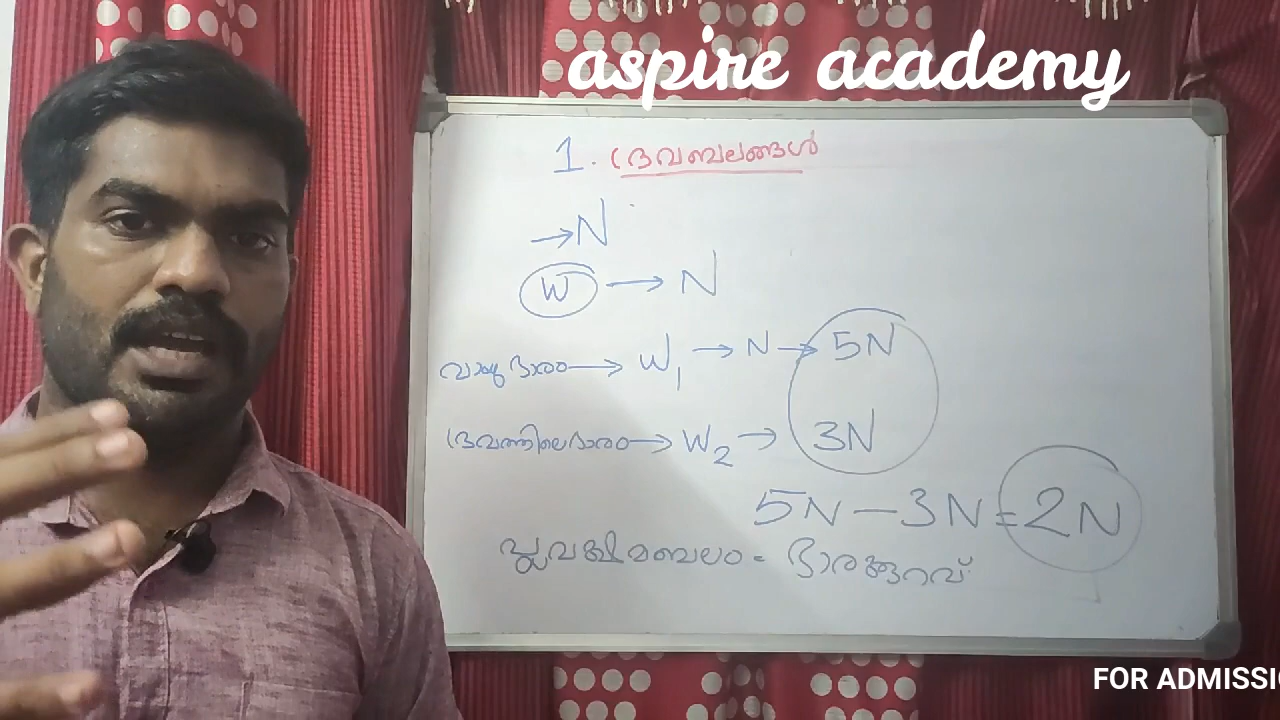 aspire academy
1. ദ്രവബലങ്ങൾ
→N
W → N
വായുഭാരം → W1 → N → 5N
ദ്രവത്തിലെഭാരം → W2 → 3N
5N - 3N = 2N
പ്ലവക്ഷമബലം = ഭാരക്കുറവ്
FOR ADMISSI